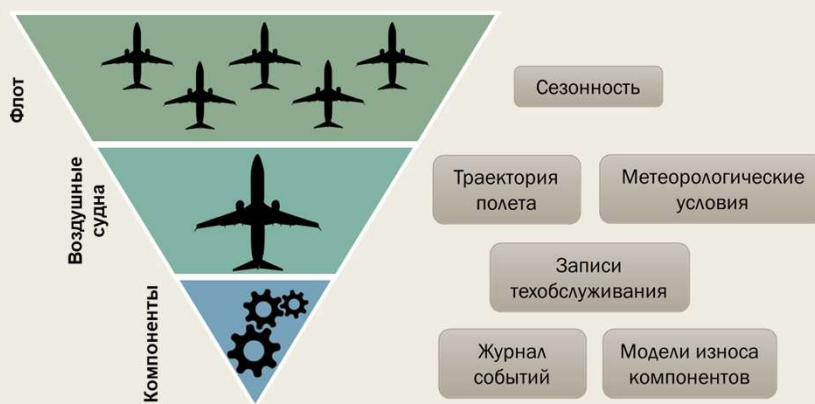 Флот
Сезонность
Воздушные
судна
Траектория
полета
Метеорологические
условия
Записи
техобслуживания
Компоненты
Журнал
событий
Модели износа
компонентов